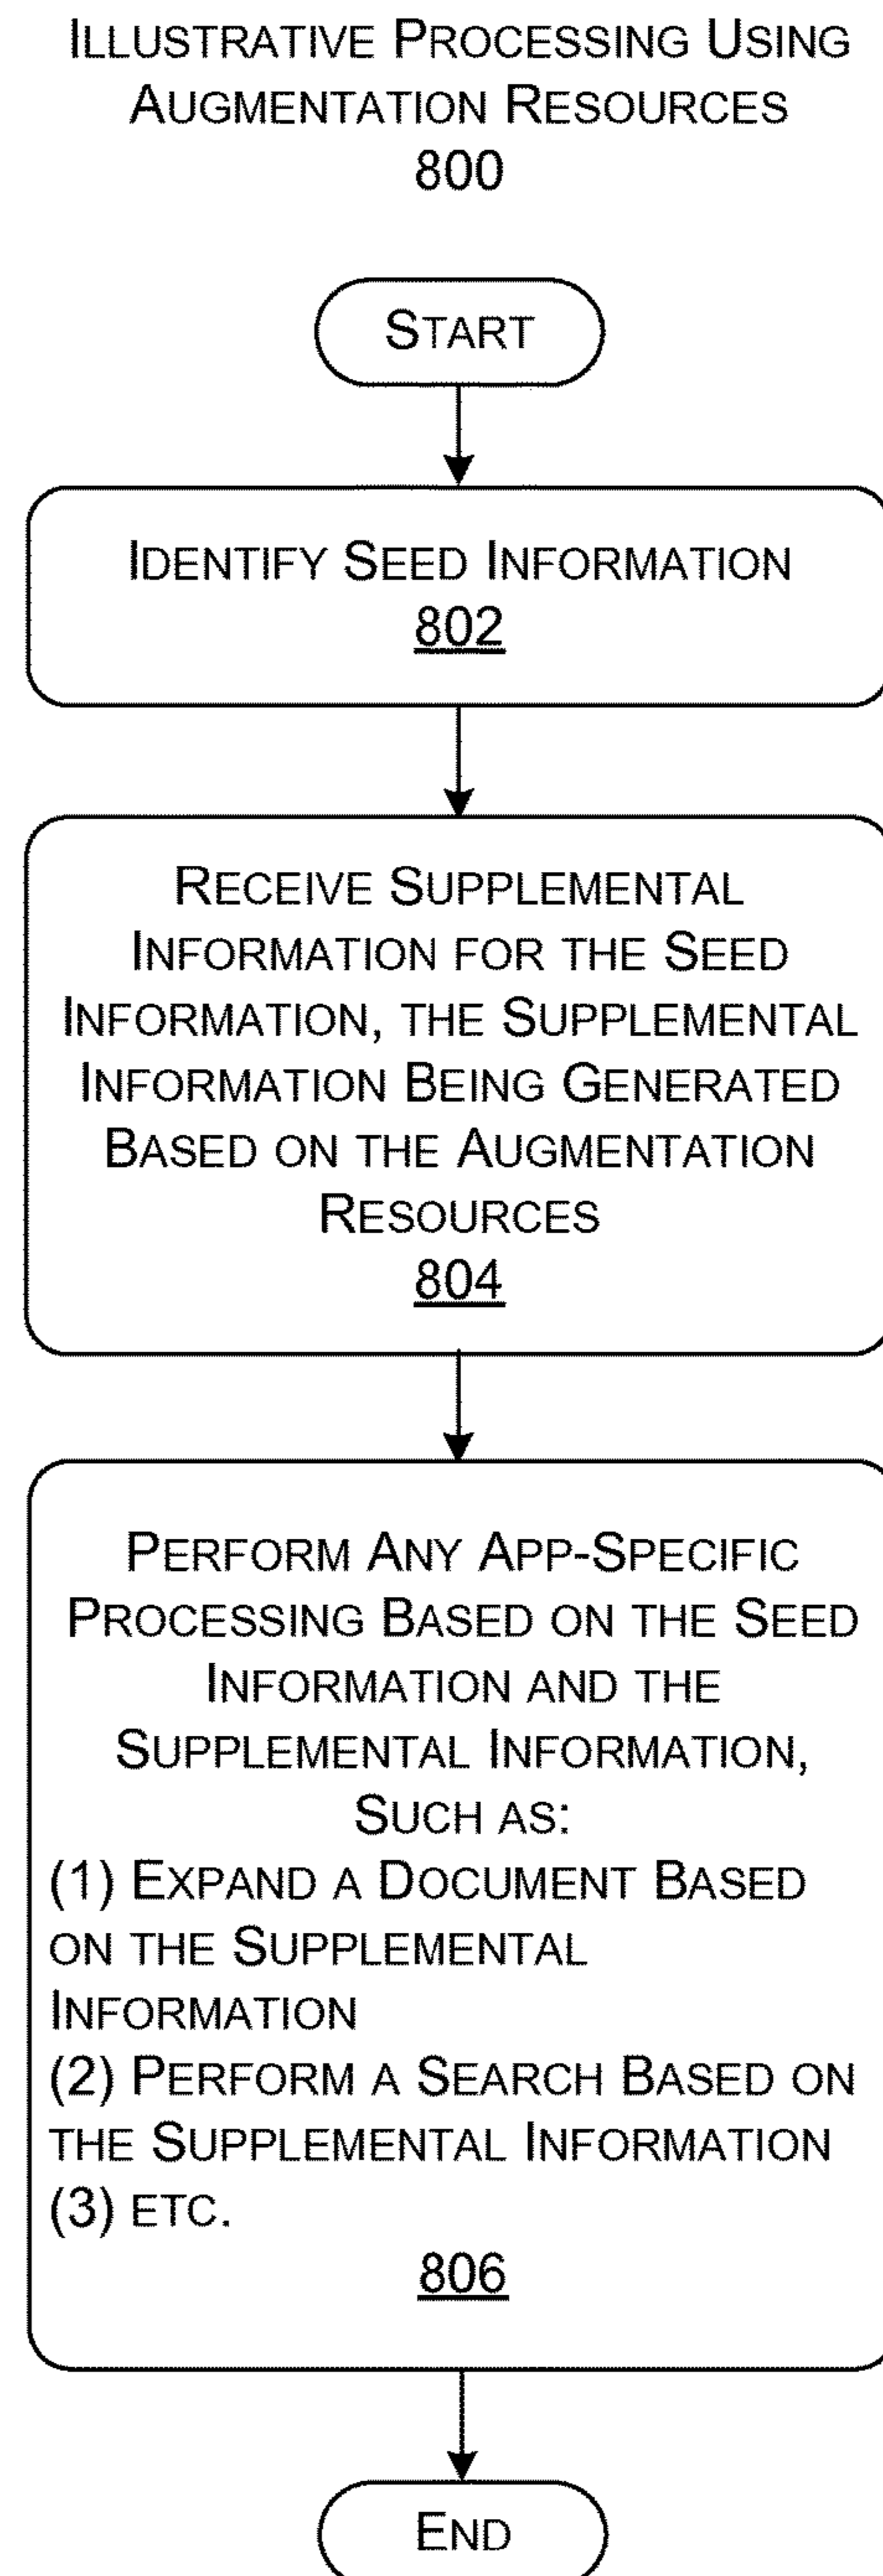 ILLUSTRATIVE PROCESSING USING
AUGMENTATION RESOURCES
800
START
IDENTIFY SEED INFORMATION
802
RECEIVE SUPPLEMENTAL
INFORMATION FOR THE SEED
INFORMATION, THE SUPPLEMENTAL
INFORMATION BEING GENERATED
BASED ON THE AUGMENTATION
RESOURCES
804
PERFORM ANY APP-SPECIFIC
PROCESSING BASED ON THE SEED
INFORMATION AND THE
SUPPLEMENTAL INFORMATION,
SUCH AS:
(1) EXPAND A DOCUMENT BASED
ON THE SUPPLEMENTAL
INFORMATION
(2) PERFORM A SEARCH BASED ON
THE SUPPLEMENTAL INFORMATION
(3) ETC.
806
END